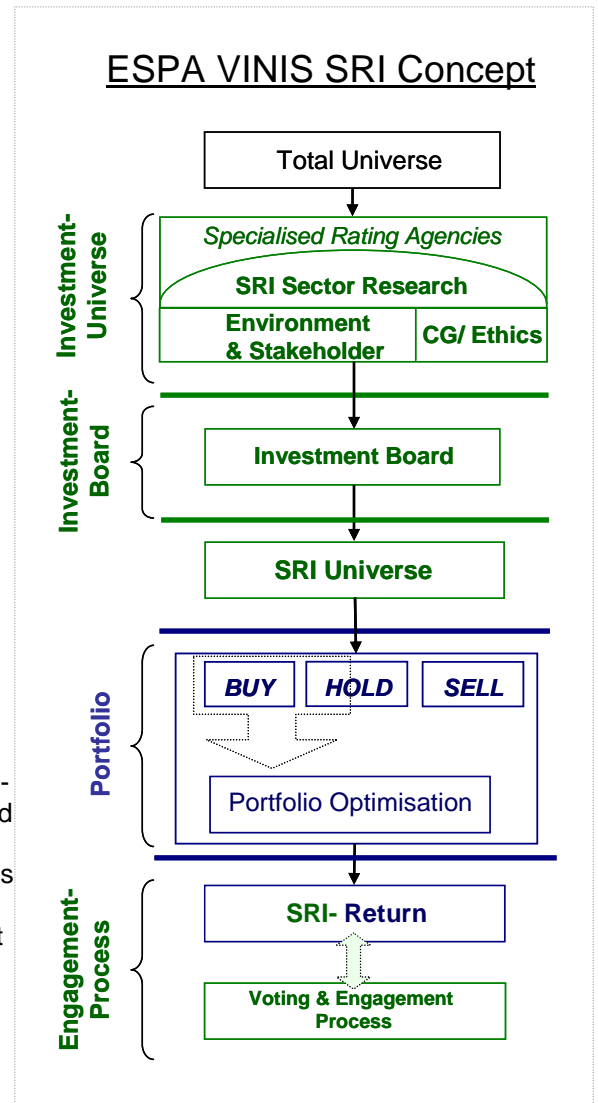 ESPA VINIS SRI Concept
Total Universe
Investment-
Universe
Specialised Rating Agencies
SRI Sector Research
Environment
& Stakeholder
CG/ Ethics
Investment-
Board
Investment Board
SRI Universe
Portfolio
BUY
HOLD
SELL
Portfolio Optimisation
-
d
s
t
Engagement-
Process
SRI- Return
Voting & Engagement
Process